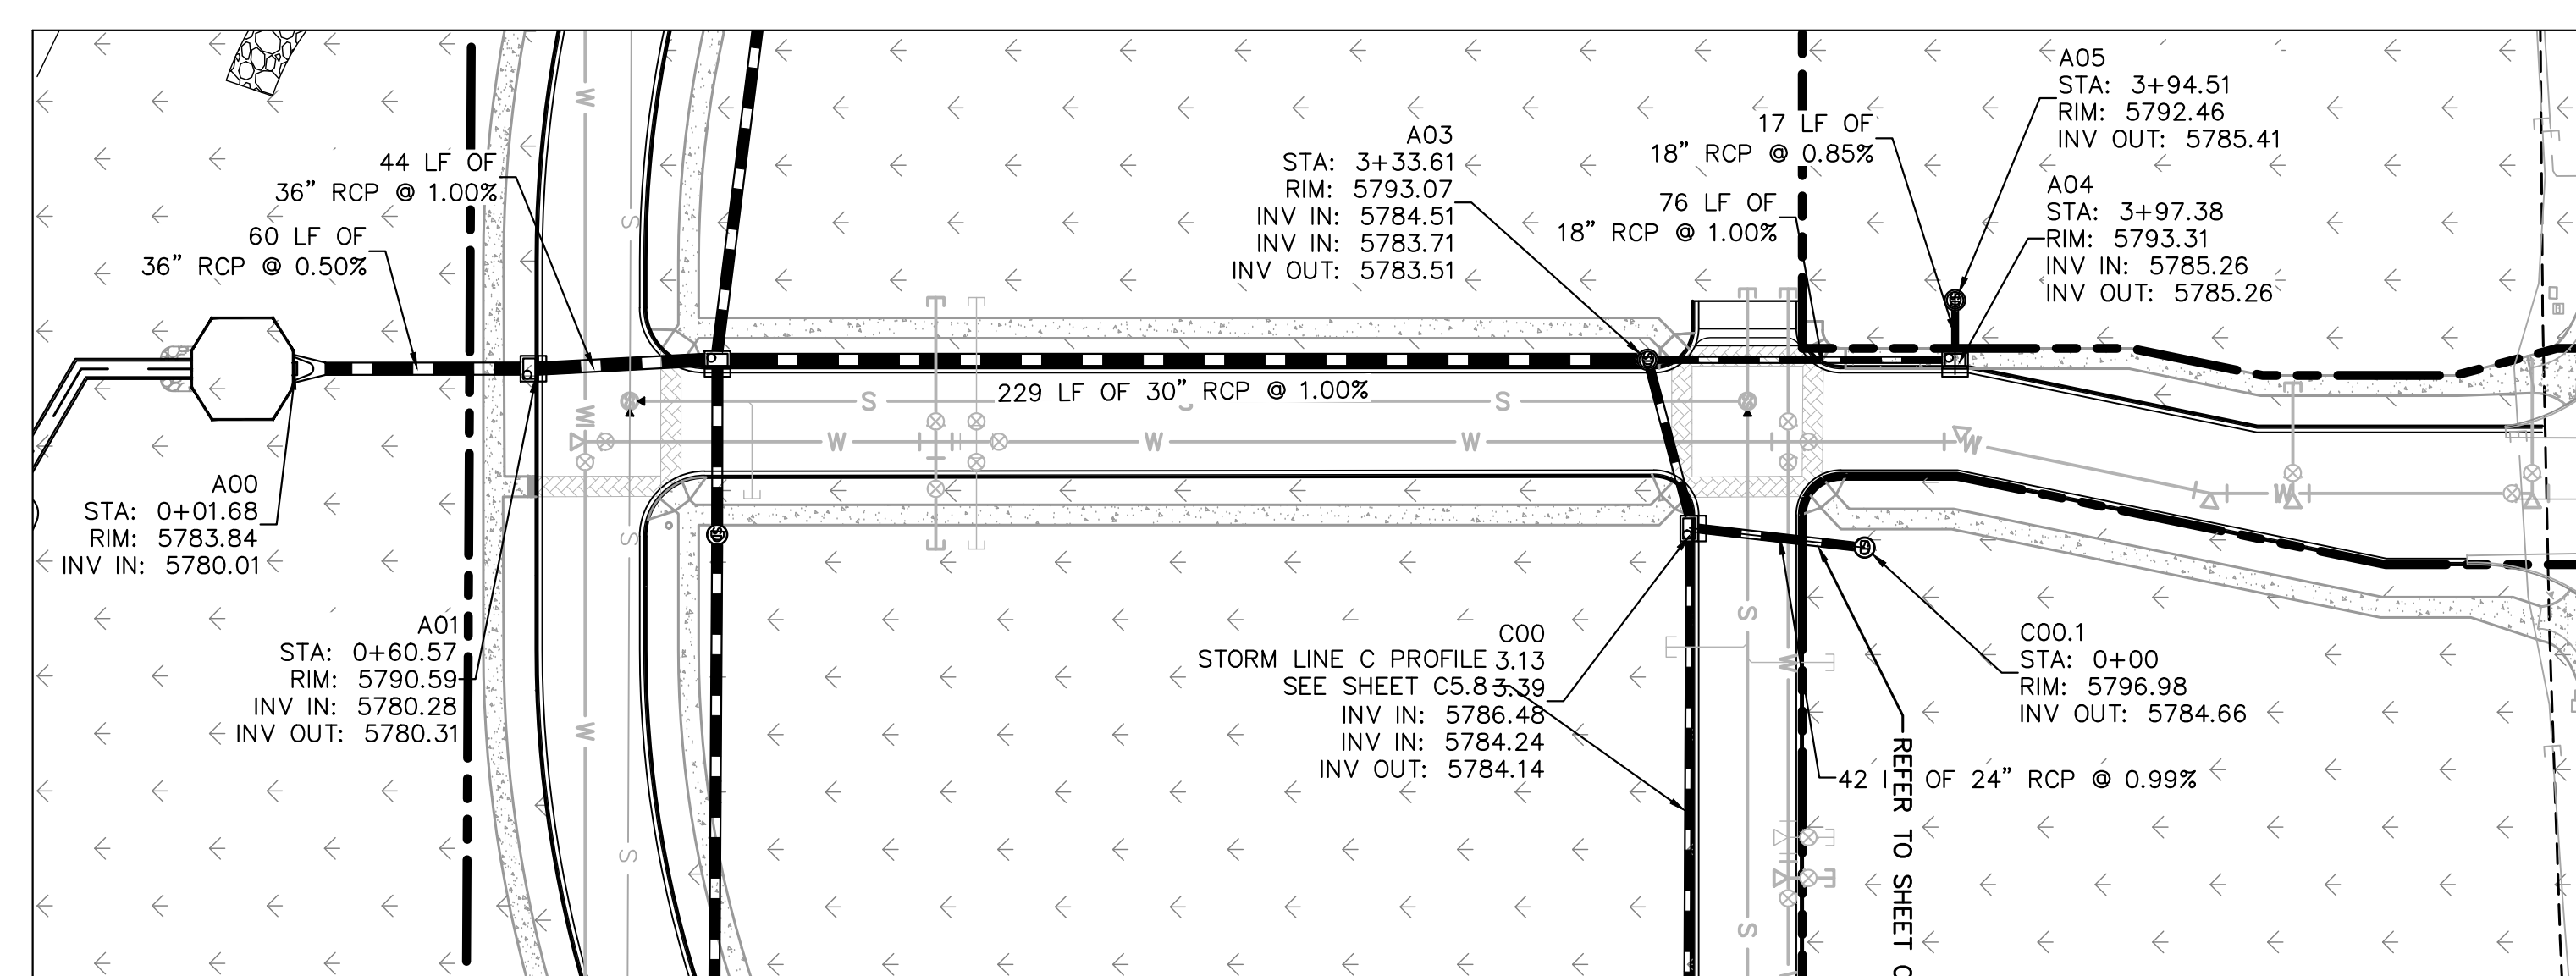 A05
STA: 3+94.51
RIM: 5792.46
INV OUT: 5785.41
17 LF OF
18” RCP @ 0.85%
A03
STA: 3+33.61
RIM: 5793.07
INV IN: 5784.51
INV IN: 5783.71
INV OUT: 5783.51
44 LF OF
36” RCP @ 1.00%
76 LF OF
18” RCP @ 1.00%
A04
STA: 3+97.38
RIM: 5793.31
INV IN: 5785.26
INV OUT: 5785.26
60 LF OF
36” RCP @ 0.50%
229 LF OF 30” RCP @ 1.00%
A00
STA: 0+01.68
RIM: 5783.84
INV IN: 5780.01
A01
STA: 0+60.57
RIM: 5790.59
INV IN: 5780.28
INV OUT: 5780.31
C00
STORM LINE C PROFILE 3.13
SEE SHEET C5.8 3.39
INV IN: 5786.48
INV IN: 5784.24
INV OUT: 5784.14
C00.1
STA: 0+00
RIM: 5796.98
INV OUT: 5784.66
42 OF 24” RCP @ 0.99%
REFER TO SHEET
W
W
W
W
W
W
W
W
W
W
S
S
S
S
S
S
S